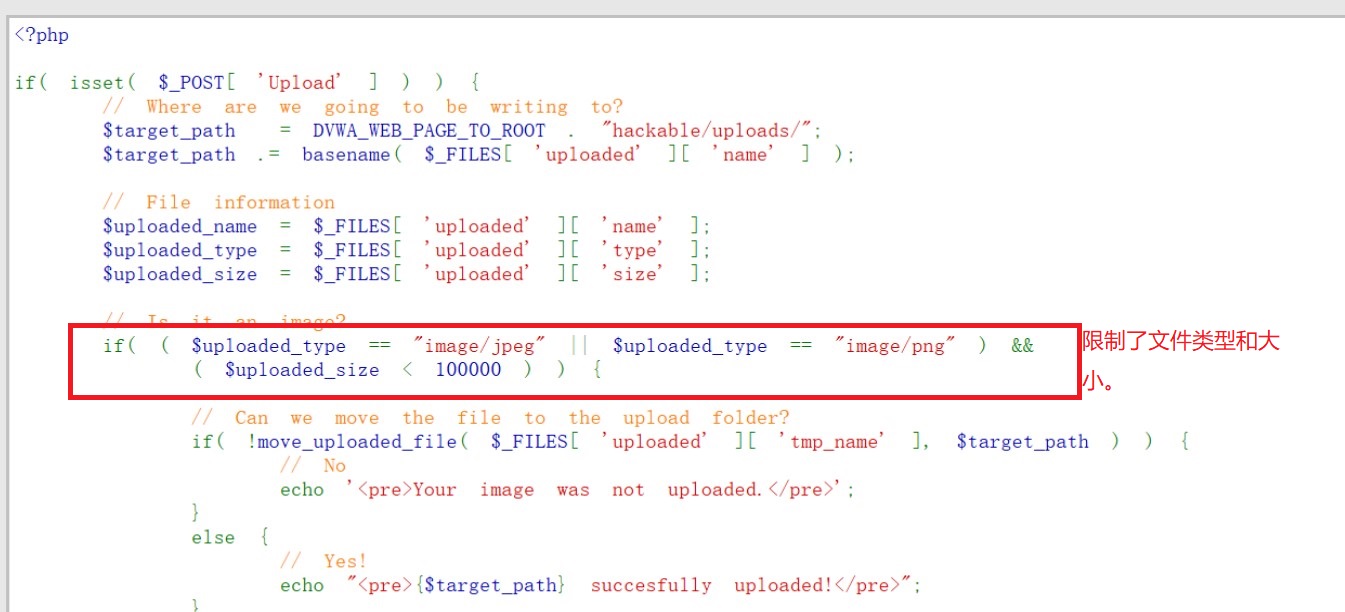 <?php
if( isset( $_POST[ 'Upload' ] ) ) {
// Where are we going to be writing to?
$target_path = DVWA_WEB_PAGE_TO_ROOT . "hackable/uploads/";
$target_path .= basename( $_FILES[ 'uploaded' ][ 'name' ] );
// File information
$uploaded_name = $_FILES[ 'uploaded' ][ 'name' ];
$uploaded_type = $_FILES[ 'uploaded' ][ 'type' ];
$uploaded_size = $_FILES[ 'uploaded' ][ 'size' ];
// Is it an image?
if( ( $uploaded_type == "image/jpeg" || $uploaded_type == "image/png" ) &&
( $uploaded_size < 100000 ) ) {
限制了文件类型和大
小。
// Can we move the file to the upload folder?
if( !move_uploaded_file( $_FILES[ 'uploaded' ][ 'tmp_name' ], $target_path ) ) {
// No
echo '<pre>Your image was not uploaded.</pre>';
}
else {
// Yes!
echo "<pre>{$target_path} succesfully uploaded!</pre>";
}